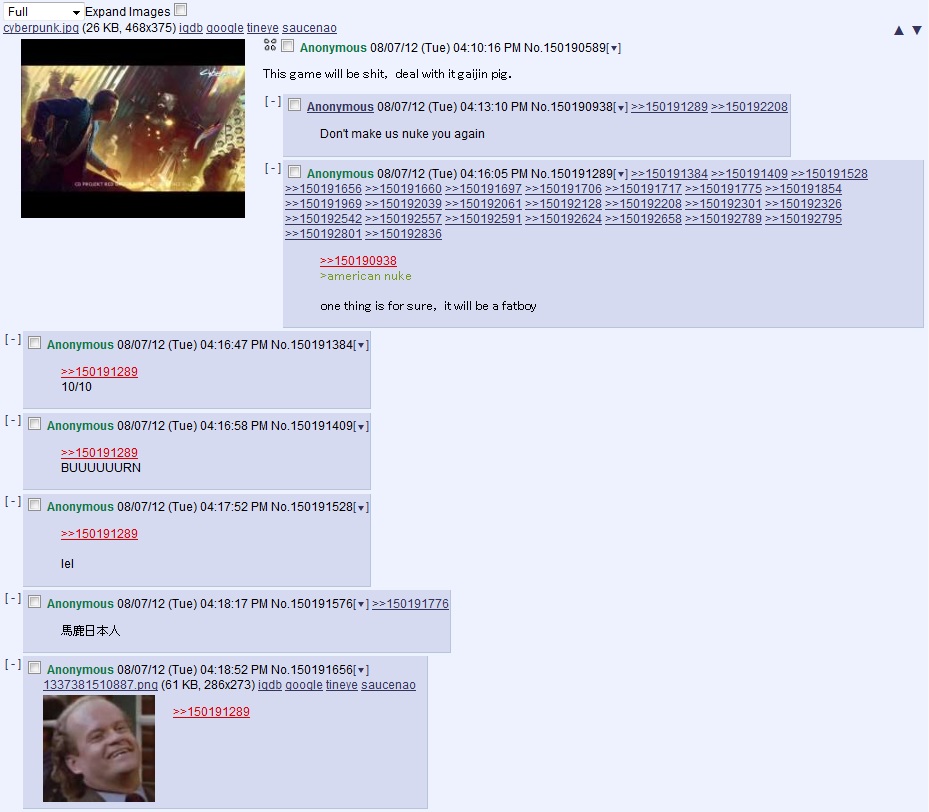 Full Expand Images
cyberpunk.jpg (26 KB, 468x375) iqdb google tineye saucenao ▲ ▼
Anonymous 08/07/12 (Tue) 04:10:16 PM No.150190589[▼]
This game will be shit, deal with it gaijin pig.
CD PROJEKT RED
[-] Anonymous 08/07/12 (Tue) 04:13:10 PM No.150190938[▼] >>150191289 >>150192208
Don't make us nuke you again
[-] Anonymous 08/07/12 (Tue) 04:16:05 PM No.150191289[▼] >>150191384 >>150191409 >>150191528
>>150191656 >>150191660 >>150191697 >>150191706 >>150191717 >>150191775 >>150191854
>>150191969 >>150192039 >>150192061 >>150192128 >>150192208 >>150192301 >>150192326
>>150192542 >>150192557 >>150192591 >>150192624 >>150192658 >>150192789 >>150192795
>>150192801 >>150192836
>>150190938
>american nuke
one thing is for sure, it will be a fatboy
[-] Anonymous 08/07/12 (Tue) 04:16:47 PM No.150191384[▼]
>>150191289
10/10
[-] Anonymous 08/07/12 (Tue) 04:16:58 PM No.150191409[▼]
>>150191289
BUUUUUURN
[-] Anonymous 08/07/12 (Tue) 04:17:52 PM No.150191528[▼]
>>150191289
lel
[-] Anonymous 08/07/12 (Tue) 04:18:17 PM No.150191576[▼] >>150191776
馬鹿日本人
[-] Anonymous 08/07/12 (Tue) 04:18:52 PM No.150191656[▼]
1337381510887.png (61 KB, 286x273) iqdb google tineye saucenao
>>150191289